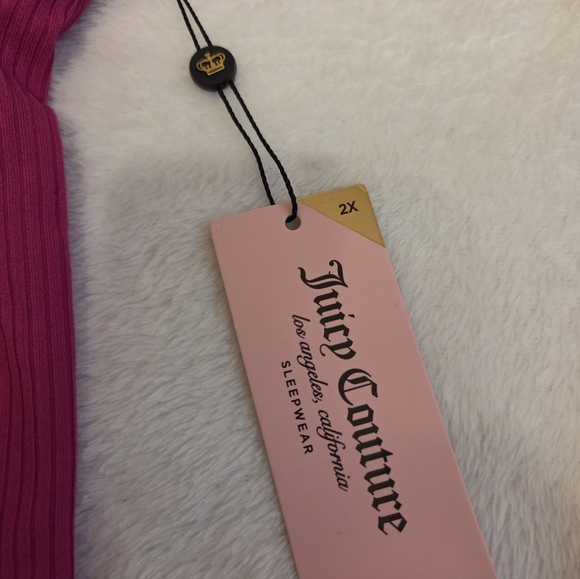 2X
Juicy Couture
los angeles, california
SLEEPWEAR